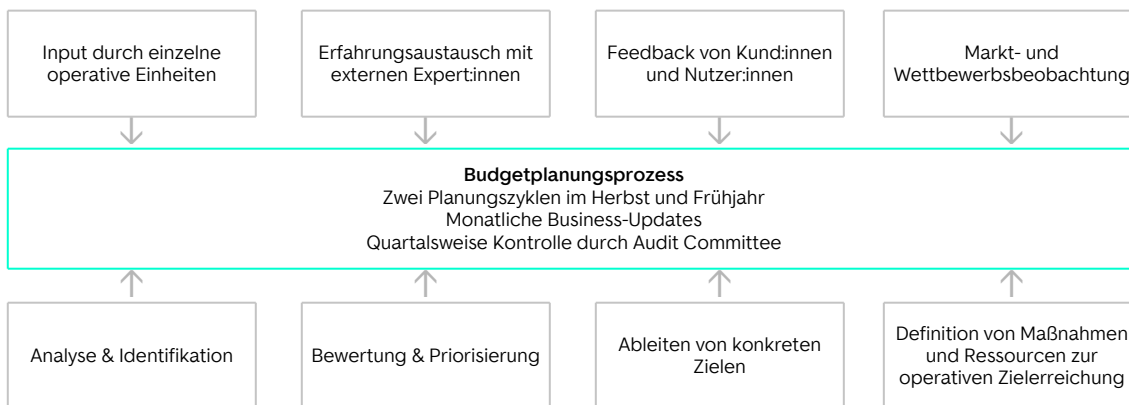 Input durch einzelne
operative Einheiten
Erfahrungsaustausch mit
externen Expert:innen
Feedback von Kund:innen
und Nutzer:innen
Markt- und
Wettbewerbsbeobachtung
Budgetplanungsprozess
Zwei Planungszyklen im Herbst und Frühjahr
Monatliche Business-Updates
Quartalsweise Kontrolle durch Audit Committee
Analyse & Identifikation
Bewertung & Priorisierung
Ableiten von konkreten
Zielen
Definition von Maßnahmen
und Ressourcen zur
operativen Zielerreichung